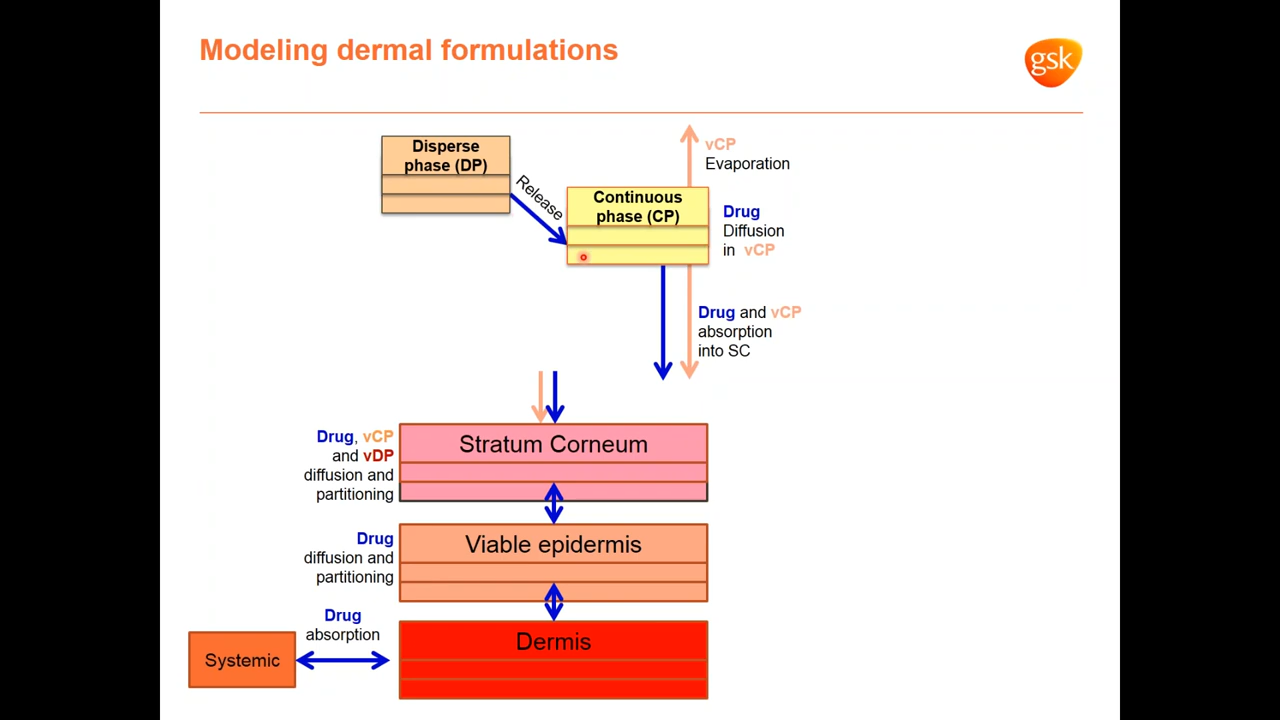 Modeling dermal formulations
gsk
Disperse
phase (DP)
Release
Continuous
phase (CP)
vCP
Evaporation
Drug
Diffusion
in vCP
Drug and vCP
absorption
into SC
Drug, vCP
and vDP
diffusion and
partitioning
Stratum Corneum
Drug
diffusion and
partitioning
Viable epidermis
Drug
absorption
Systemic
Dermis